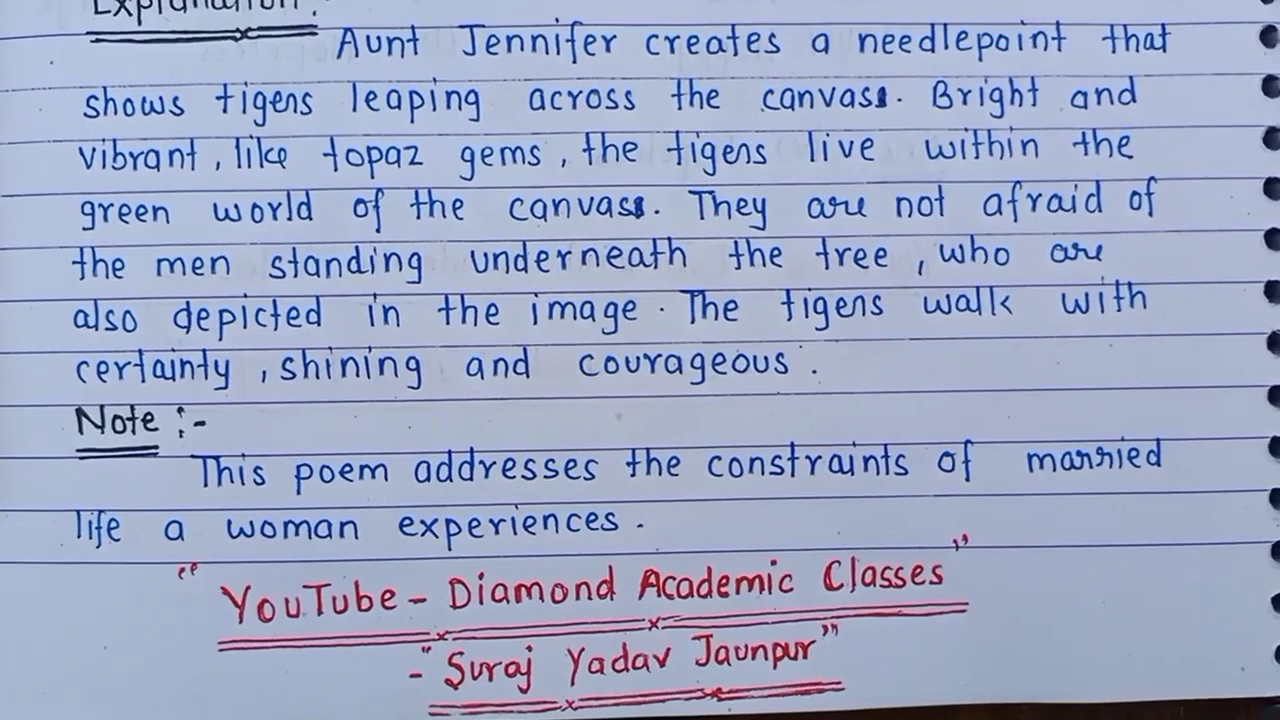 Explanation:
Aunt Jennifer creates a needlepoint that
shows tigers leaping across the canvass. Bright and
vibrant, like topaz gems, the tigers live within the
green world of the canvass. They are not afraid of
the men standing underneath the tree, who are
also depicted in the image. The tigers walk with
certainty, shining and courageous.
Note :-
This poem addresses the constraints of married
life a woman experiences.
"YouTube - Diamond Academic Classes"
- "Suraj Yadav Jaunpur"